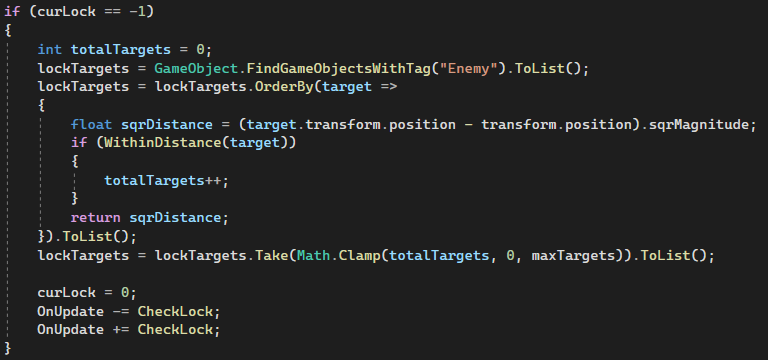 if (curLock == -1)
{
int totalTargets = 0;
lockTargets = GameObject.FindGameObjectsWithTag("Enemy").ToList();
lockTargets = lockTargets.OrderBy(target =>
{
float sqrDistance = (target.transform.position - transform.position).sqrMagnitude;
if (WithinDistance(target))
{
totalTargets++;
}
return sqrDistance;
}).ToList();
lockTargets = lockTargets.Take(Math.Clamp(totalTargets, 0, maxTargets)).ToList();
curLock = 0;
OnUpdate -= CheckLock;
OnUpdate += CheckLock;
}